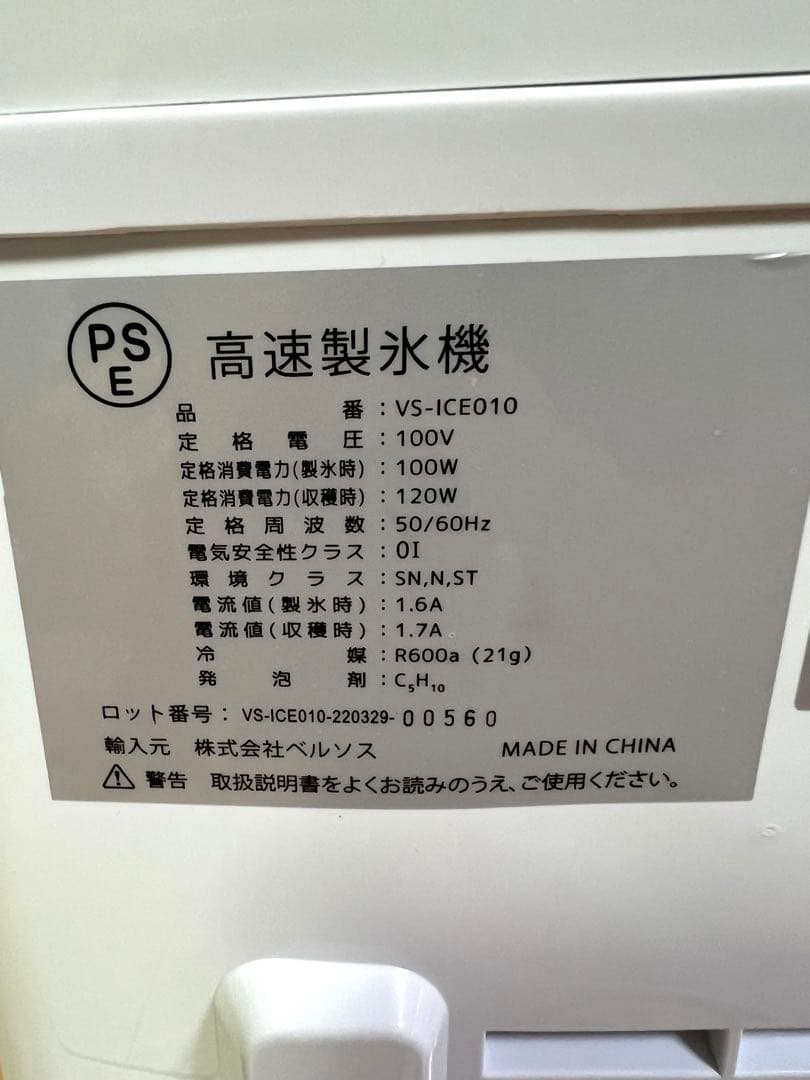 PS
E
高速製氷機
品番：VS-ICE010
定格電圧：100V
定格消費電力(製氷時)：100W
定格消費電力(収穫時)：120W
定格周波数：50/60Hz
電気安全性クラス：0I
環境クラス：SN,N,ST
電流値(製氷時)：1.6A
電流値(収穫時)：1.7A
冷媒：R600a (21g)
発泡剤：C₅H₁₀
ロット番号：VS-ICE010-220329-00560
輸入元 株式会社ベルソス MADE IN CHINA
⚠ 警告 取扱説明書をよくお読みのうえ、ご使用ください。